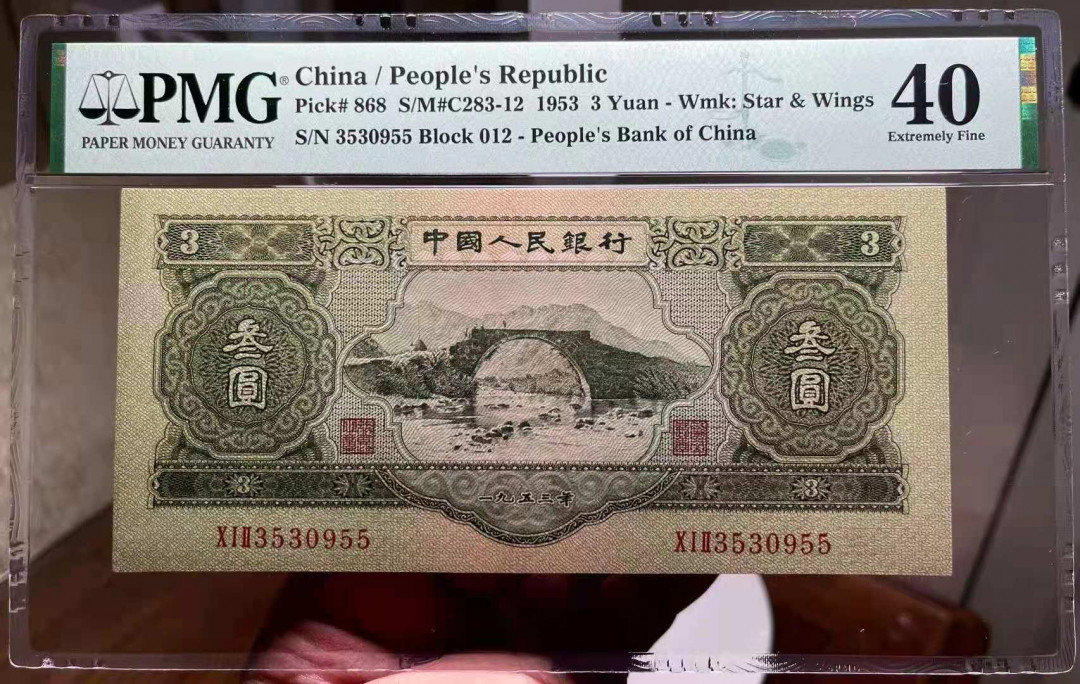 PMG® China / People's Republic
Pick# 868 S/M#C283-12 1953 3 Yuan - Wmk: Star & Wings
S/N 3530955 Block 012 - People's Bank of China
PAPER MONEY GUARANTY
40
Extremely Fine
3 中國人民銀行 3
叁圓 叁圓
3 一九五三年 3
XIII3530955 XIII3530955